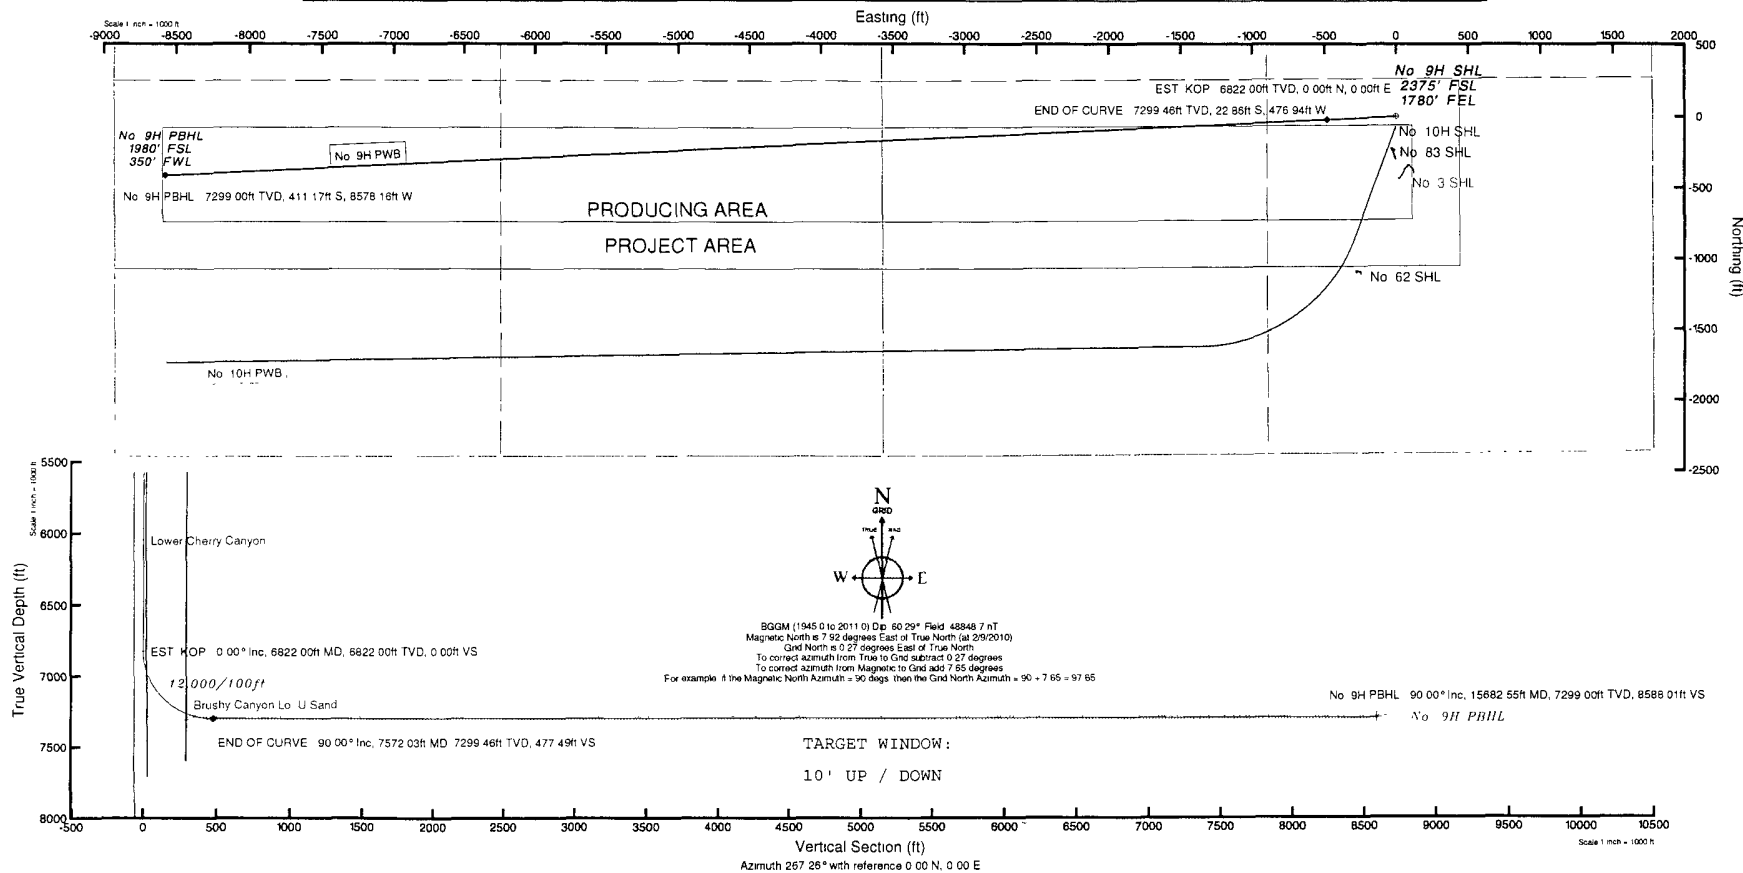 Easting (ft)
Scale 1 inch = 1000 ft
-9000 -8500 -8000 -7500 -7000 -6500 -6000 -5500 -5000 -4500 -4000 -3500 -3000 -2500 -2000 -1500 -1000 -500 0 500 1000 1500 2000
500
No 9H SHL
EST KOP 6822 00ft TVD, 0 00ft N, 0 00ft E
2375' FSL
1780' FEL
END OF CURVE 7299 46ft TVD, 22 86ft S, 476 94ft W
0
No 9H PBHL
1980' FSL
350' FWL
No 10H SHL
No 9H PWB
No 83 SHL
No 3 SHL
-500
No 9H PBHL 7299 00ft TVD, 411 17ft S, 8578 16ft W
PRODUCING AREA
PROJECT AREA
Northing (ft)
-1000
No 62 SHL
-1500
No 10H PWB
-2000
-2500
5500
Scale 1 inch = 1000 ft
N
GRID
TRUE MAG
W E
6000
Lower Cherry Canyon
True Vertical Depth (ft)
6500
BGGM (1945 0 to 2011 0) Dip 60 29° Field 48848 7 nT
Magnetic North is 7 92 degrees East of True North (at 2/9/2010)
Grid North is 0 27 degrees East of True North
To correct azimuth from True to Grid subtract 0 27 degrees
To correct azimuth from Magnetic to Grid add 7 65 degrees
For example if the Magnetic North Azimuth = 90 degs then the Grid North Azimuth = 90 + 7 65 = 97 65
EST KOP 0 00° Inc, 6822 00ft MD, 6822 00ft TVD, 0 00ft VS
7000
12.000/100ft
Brushy Canyon Lo U Sand
No 9H PBHL 90 00° Inc, 15682 55ft MD, 7299 00ft TVD, 8588 01ft VS
No 9H PBHL
END OF CURVE 90 00° Inc, 7572 03ft MD 7299 46ft TVD, 477 49ft VS
7500
TARGET WINDOW:
10' UP / DOWN
8000
-500 0 500 1000 1500 2000 2500 3000 3500 4000 4500 5000 5500 6000 6500 7000 7500 8000 8500 9000 9500 10000 10500
Vertical Section (ft)
Scale 1 inch = 1000 ft
Azimuth 267 26° with reference 0 00 N, 0 00 E